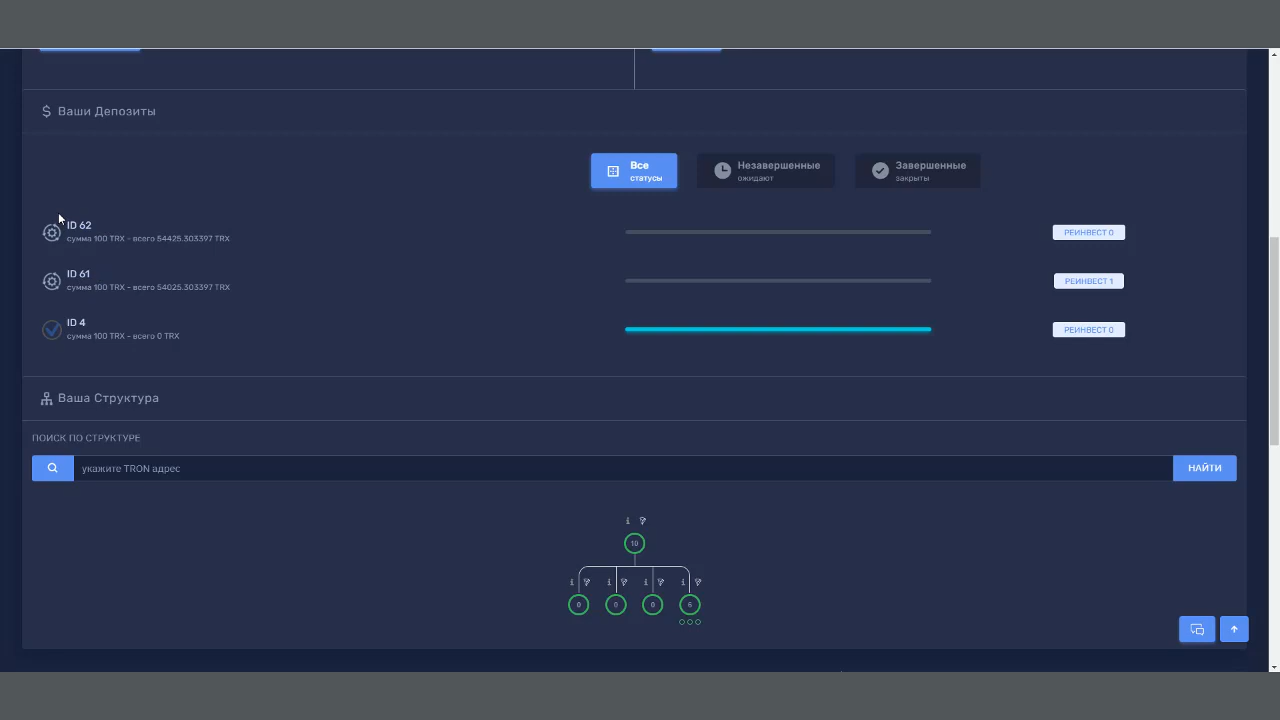 Ваши Депозиты
Все
статусы
Незавершенные
ожидают
Завершенные
закрыты
ID 62
сумма 100 TRX - всего 54425.303397 TRX
РЕИНВЕСТ 0
ID 61
сумма 100 TRX - всего 54025.303397 TRX
РЕИНВЕСТ 1
ID 4
сумма 100 TRX - всего 0 TRX
РЕИНВЕСТ 0
Ваша Структура
ПОИСК ПО СТРУКТУРЕ
укажите TRON адрес
НАЙТИ
10
0 0 0 6